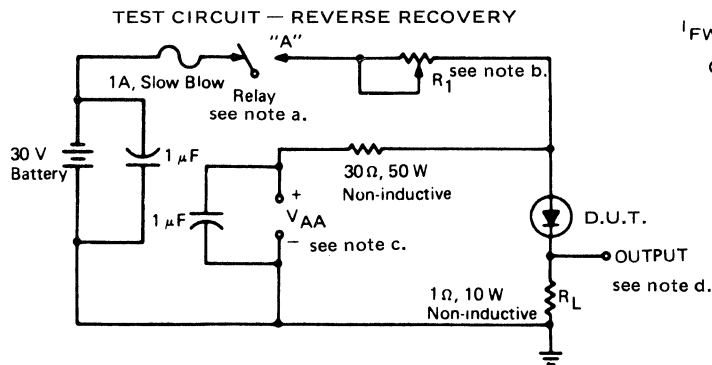 TEST CIRCUIT — REVERSE RECOVERY
IFW
"A"
1A, Slow Blow
Relay
see note a.
R1
see note b.
30 V
Battery
1 μF
30 Ω, 50 W
Non-inductive
1 μF
+
VAA
–
see note c.
D.U.T.
OUTPUT
see note d.
1 Ω, 10 W
Non-inductive
RL